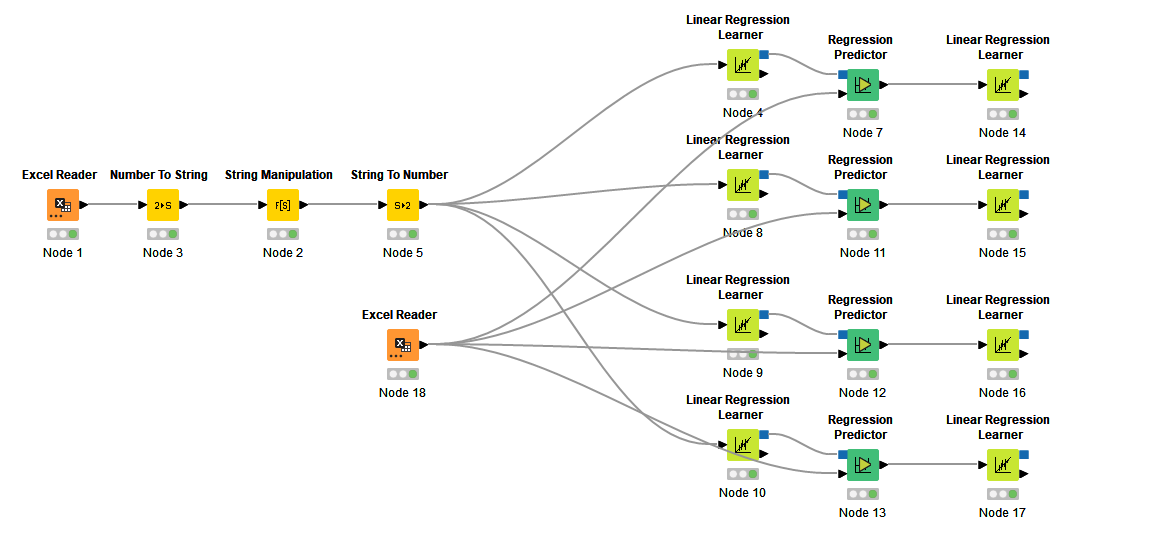 Linear Regression
Learner
Node 4
Regression
Predictor
Node 7
Linear Regression
Learner
Node 14
Excel Reader
Node 1
Number To String
2▸S
Node 3
String Manipulation
F[S]
Node 2
String To Number
S▸2
Node 5
Linear Regression
Learner
Node 8
Regression
Predictor
Node 11
Linear Regression
Learner
Node 15
Excel Reader
X
Node 18
Linear Regression
Learner
Node 9
Regression
Predictor
Node 12
Linear Regression
Learner
Node 16
Linear Regression
Learner
Node 10
Regression
Predictor
Node 13
Linear Regression
Learner
Node 17